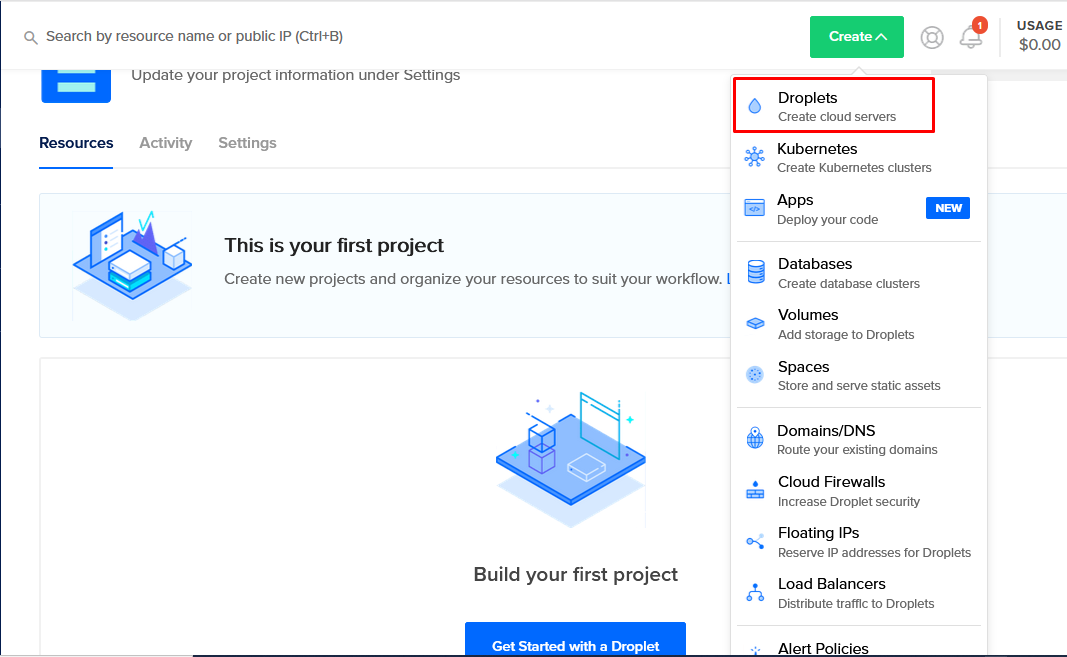 Search by resource name or public IP (Ctrl+B)
Create
1
USAGE
$0.00
Update your project information under Settings
Resources
Activity
Settings
This is your first project
Create new projects and organize your resources to suit your workflow.
Build your first project
Get Started with a Droplet
Droplets
Create cloud servers
Kubernetes
Create Kubernetes clusters
Apps
Deploy your code
NEW
Databases
Create database clusters
Volumes
Add storage to Droplets
Spaces
Store and serve static assets
Domains/DNS
Route your existing domains
Cloud Firewalls
Increase Droplet security
Floating IPs
Reserve IP addresses for Droplets
Load Balancers
Distribute traffic to Droplets
Alert Policies